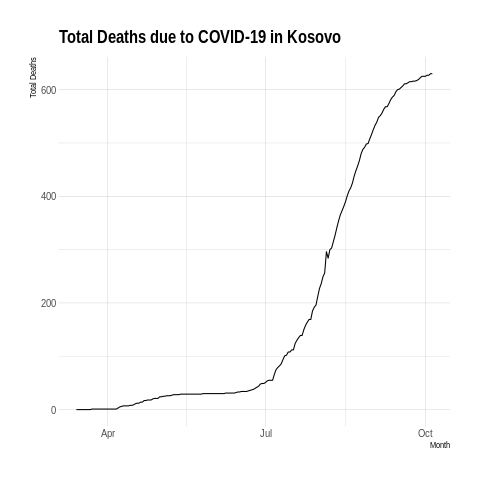 Total Deaths due to COVID-19 in Kosovo
Total Deaths
600
400
200
0
Apr
Jul
Oct
Month